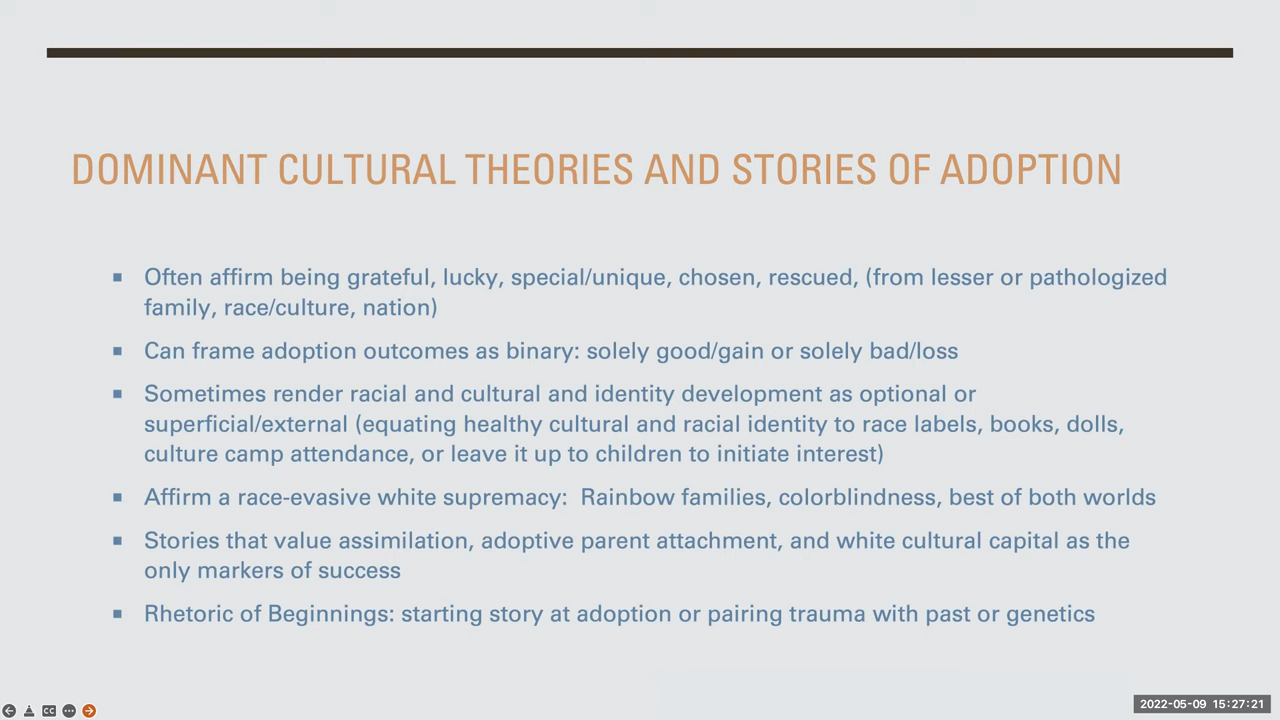 DOMINANT CULTURAL THEORIES AND STORIES OF ADOPTION
Often affirm being grateful, lucky, special/unique, chosen, rescued, (from lesser or pathologized
family, race/culture, nation)
Can frame adoption outcomes as binary: solely good/gain or solely bad/loss
Sometimes render racial and cultural and identity development as optional or
superficial/external (equating healthy cultural and racial identity to race labels, books, dolls,
culture camp attendance, or leave it up to children to initiate interest)
Affirm a race-evasive white supremacy:  Rainbow families, colorblindness, best of both worlds
Stories that value assimilation, adoptive parent attachment, and white cultural capital as the
only markers of success
Rhetoric of Beginnings: starting story at adoption or pairing trauma with past or genetics
CC
2022-05-09 15:27:21